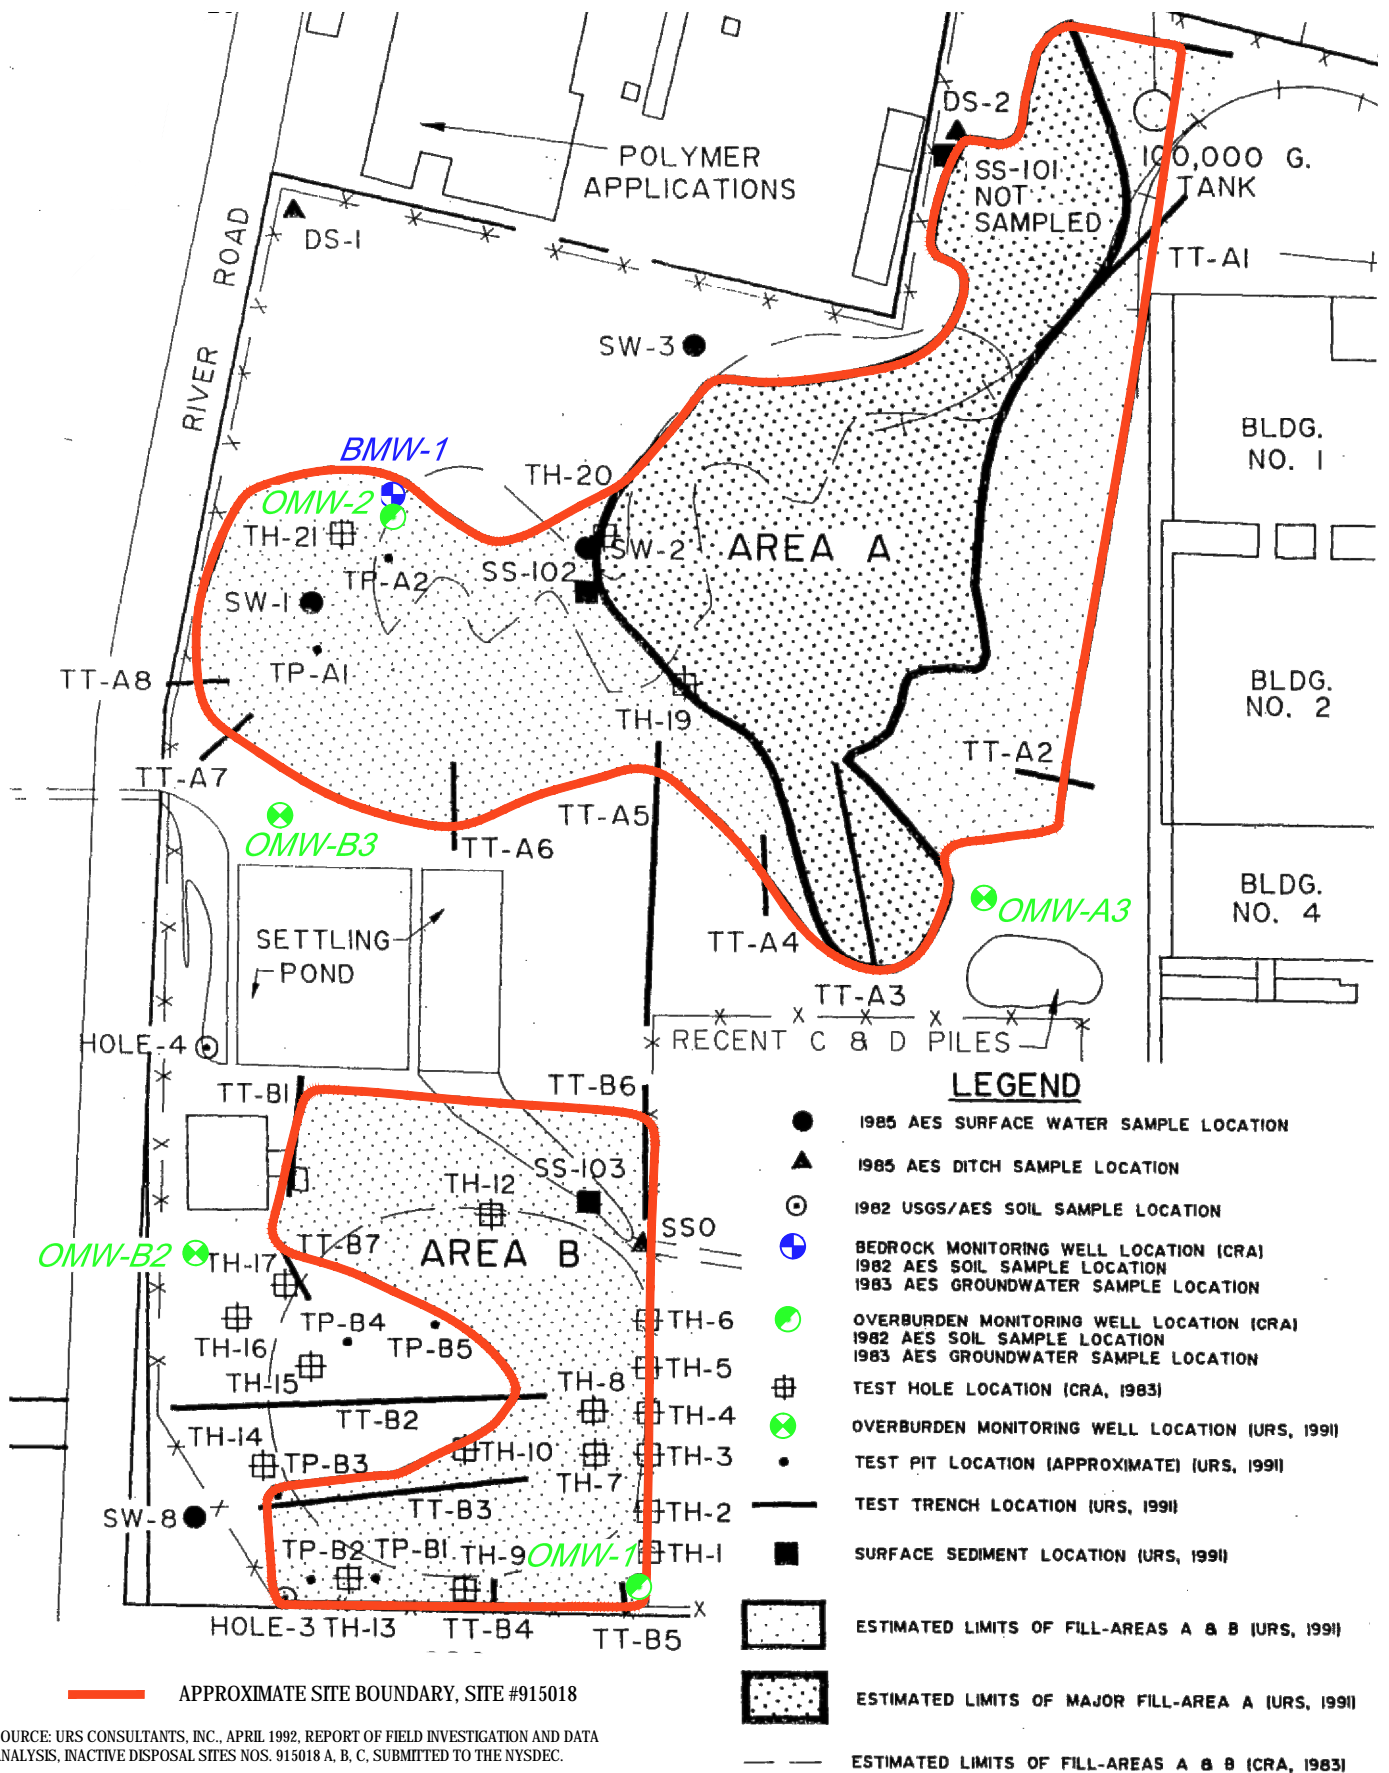 DS-2
POLYMER
APPLICATIONS
SS-101
NOT
SAMPLED
100,000 G.
TANK
DS-1
TT-A1
RIVER ROAD
SW-3
BMW-1
BLDG.
NO. 1
TH-20
OMW-2
TH-21
SW-2
AREA A
TP-A2
SS-102
SW-1
TP-A1
TT-A8
BLDG.
NO. 2
TH-19
TT-A2
TT-A7
TT-A5
OMW-B3
TT-A6
BLDG.
NO. 4
OMW-A3
SETTLING
POND
TT-A4
TT-A3
HOLE-4
RECENT C & D PILES
TT-B1
TT-B6
LEGEND
1985 AES SURFACE WATER SAMPLE LOCATION
1985 AES DITCH SAMPLE LOCATION
SS-103
TH-12
1982 USGS/AES SOIL SAMPLE LOCATION
SSO
OMW-B2
TT-B7
TH-17
AREA B
BEDROCK MONITORING WELL LOCATION (CRA)
1982 AES SOIL SAMPLE LOCATION
1983 AES GROUNDWATER SAMPLE LOCATION
TP-B4
TH-6
OVERBURDEN MONITORING WELL LOCATION (CRA)
1982 AES SOIL SAMPLE LOCATION
1983 AES GROUNDWATER SAMPLE LOCATION
TH-16
TP-B5
TH-5
TH-15
TH-8
TEST HOLE LOCATION (CRA, 1983)
TT-B2
TH-4
OVERBURDEN MONITORING WELL LOCATION (URS, 1991)
TH-14
TH-10
TH-3
TP-B3
TEST PIT LOCATION (APPROXIMATE) (URS, 1991)
TH-7
TT-B3
TH-2
TEST TRENCH LOCATION (URS, 1991)
SW-8
TP-B2
TP-B1
TH-9
OMW-1
TH-1
SURFACE SEDIMENT LOCATION (URS, 1991)
HOLE-3
TH-13
TT-B4
TT-B5
ESTIMATED LIMITS OF FILL-AREAS A & B (URS, 1991)
APPROXIMATE SITE BOUNDARY, SITE #915018
ESTIMATED LIMITS OF MAJOR FILL-AREA A (URS, 1991)
OURCE: URS CONSULTANTS, INC., APRIL 1992, REPORT OF FIELD INVESTIGATION AND DATA
NALYSIS, INACTIVE DISPOSAL SITES NOS. 915018 A, B, C, SUBMITTED TO THE NYSDEC.
ESTIMATED LIMITS OF FILL-AREAS A & B (CRA, 1983)